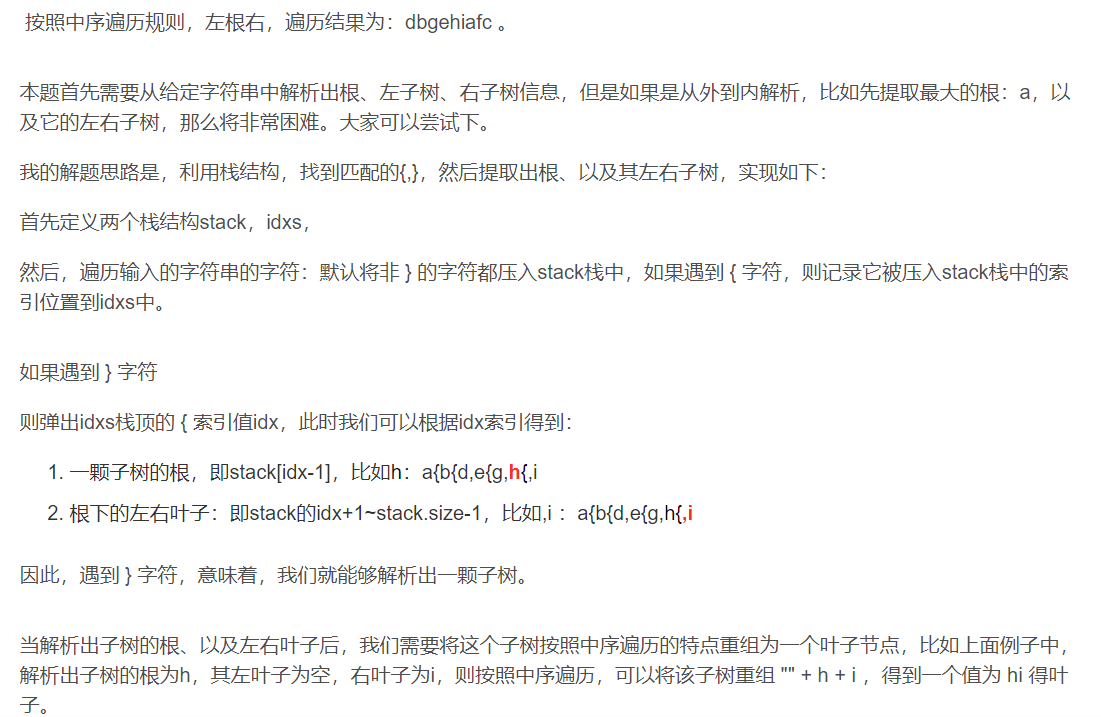 按照中序遍历规则，左根右，遍历结果为：dbgehiafc 。
本题首先需要从给定字符串中解析出根、左子树、右子树信息，但是如果是从外到内解析，比如先提取最大的根：a，以
及它的左右子树，那么将非常困难。大家可以尝试下。
我的解题思路是，利用栈结构，找到匹配的{,}，然后提取出根、以及其左右子树，实现如下：
首先定义两个栈结构stack，idxs，
然后，遍历输入的字符串的字符：默认将非 } 的字符都压入stack栈中，如果遇到 { 字符，则记录它被压入stack栈中的索
引位置到idxs中。
如果遇到 } 字符
则弹出idxs栈顶的 { 索引值idx，此时我们可以根据idx索引得到：
1. 一颗子树的根，即stack[idx-1]，比如h：a{b{d,e{g,h{,i
2. 根下的左右叶子：即stack的idx+1~stack.size-1，比如,i ：a{b{d,e{g,h{,i
因此，遇到 } 字符，意味着，我们就能够解析出一颗子树。
当解析出子树的根、以及左右叶子后，我们需要将这个子树按照中序遍历的特点重组为一个叶子节点，比如上面例子中，
解析出子树的根为h，其左叶子为空，右叶子为i，则按照中序遍历，可以将该子树重组 "" + h + i ，得到一个值为 hi 得叶
子。